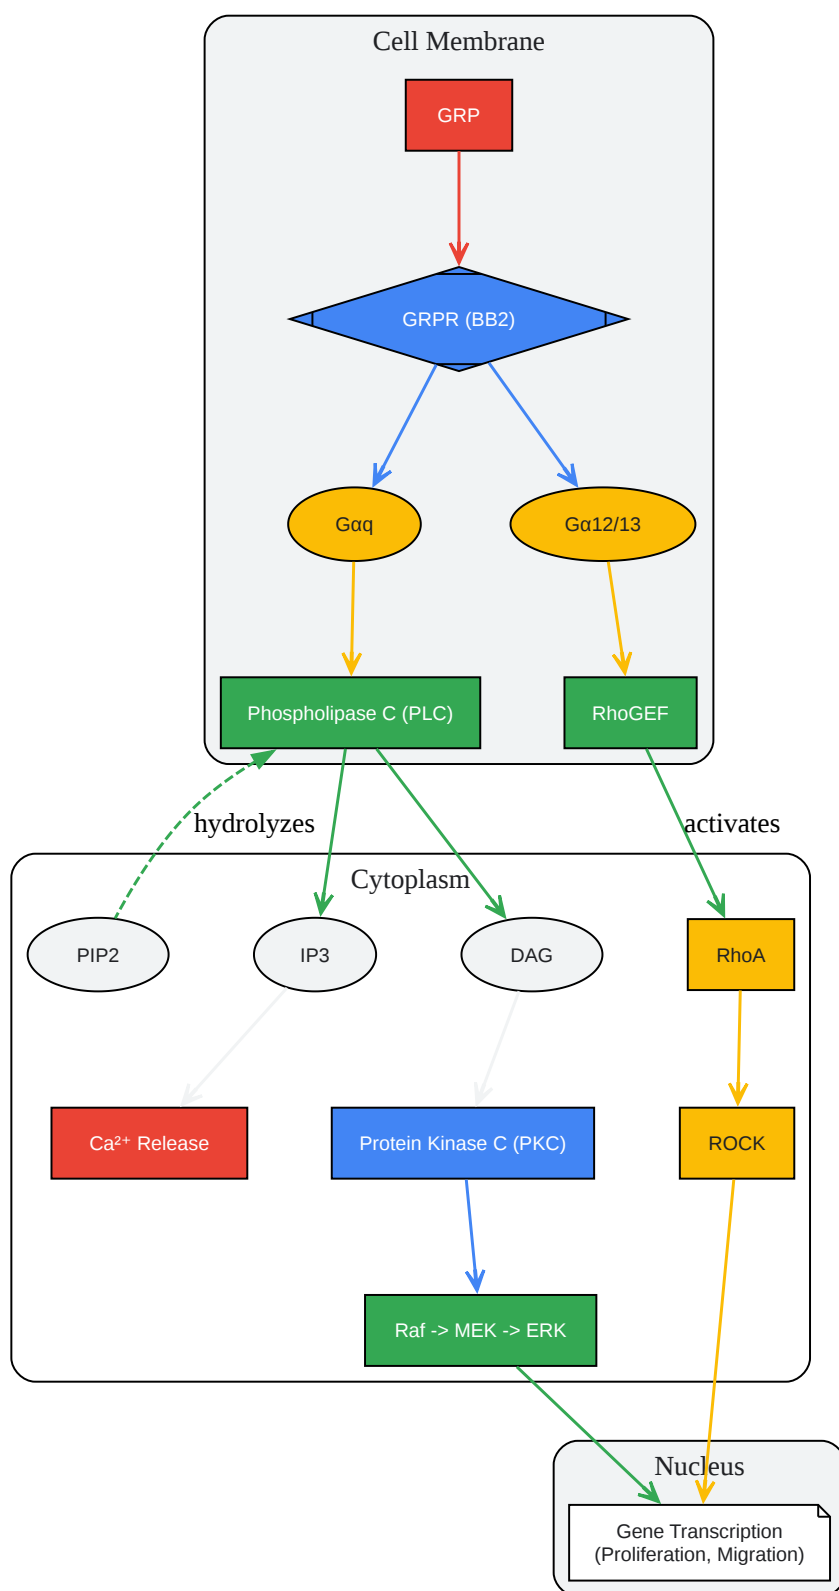 Cell Membrane
GRP
GRPR (BB2)
Gαq
Gα12/13
Phospholipase C (PLC)
RhoGEF
hydrolyzes
activates
Cytoplasm
PIP2
IP3
DAG
RhoA
Ca²⁺ Release
Protein Kinase C (PKC)
ROCK
Raf -> MEK -> ERK
Nucleus
Gene Transcription
(Proliferation, Migration)